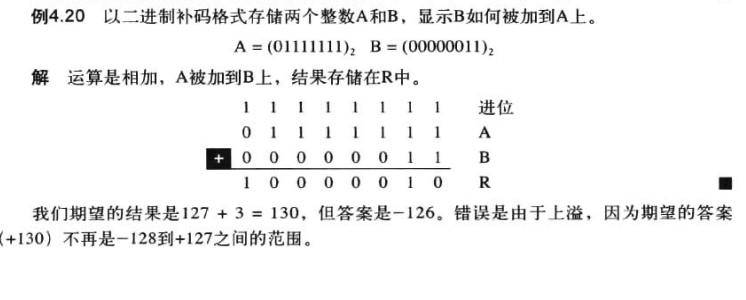 例4.20 以二进制补码格式存储两个整数A和B，显示B如何被加到A上。
A = (01111111)₂ B = (00000011)₂
解 运算是相加，A被加到B上，结果存储在R中。
1 1 1 1 1 1 1 1 进位
0 1 1 1 1 1 1 1 A
+ 0 0 0 0 0 0 1 1 B
1 0 0 0 0 0 1 0 R
我们期望的结果是127 + 3 = 130，但答案是−126。错误是由于上溢，因为期望的答案
(+130）不再是−128到+127之间的范围。